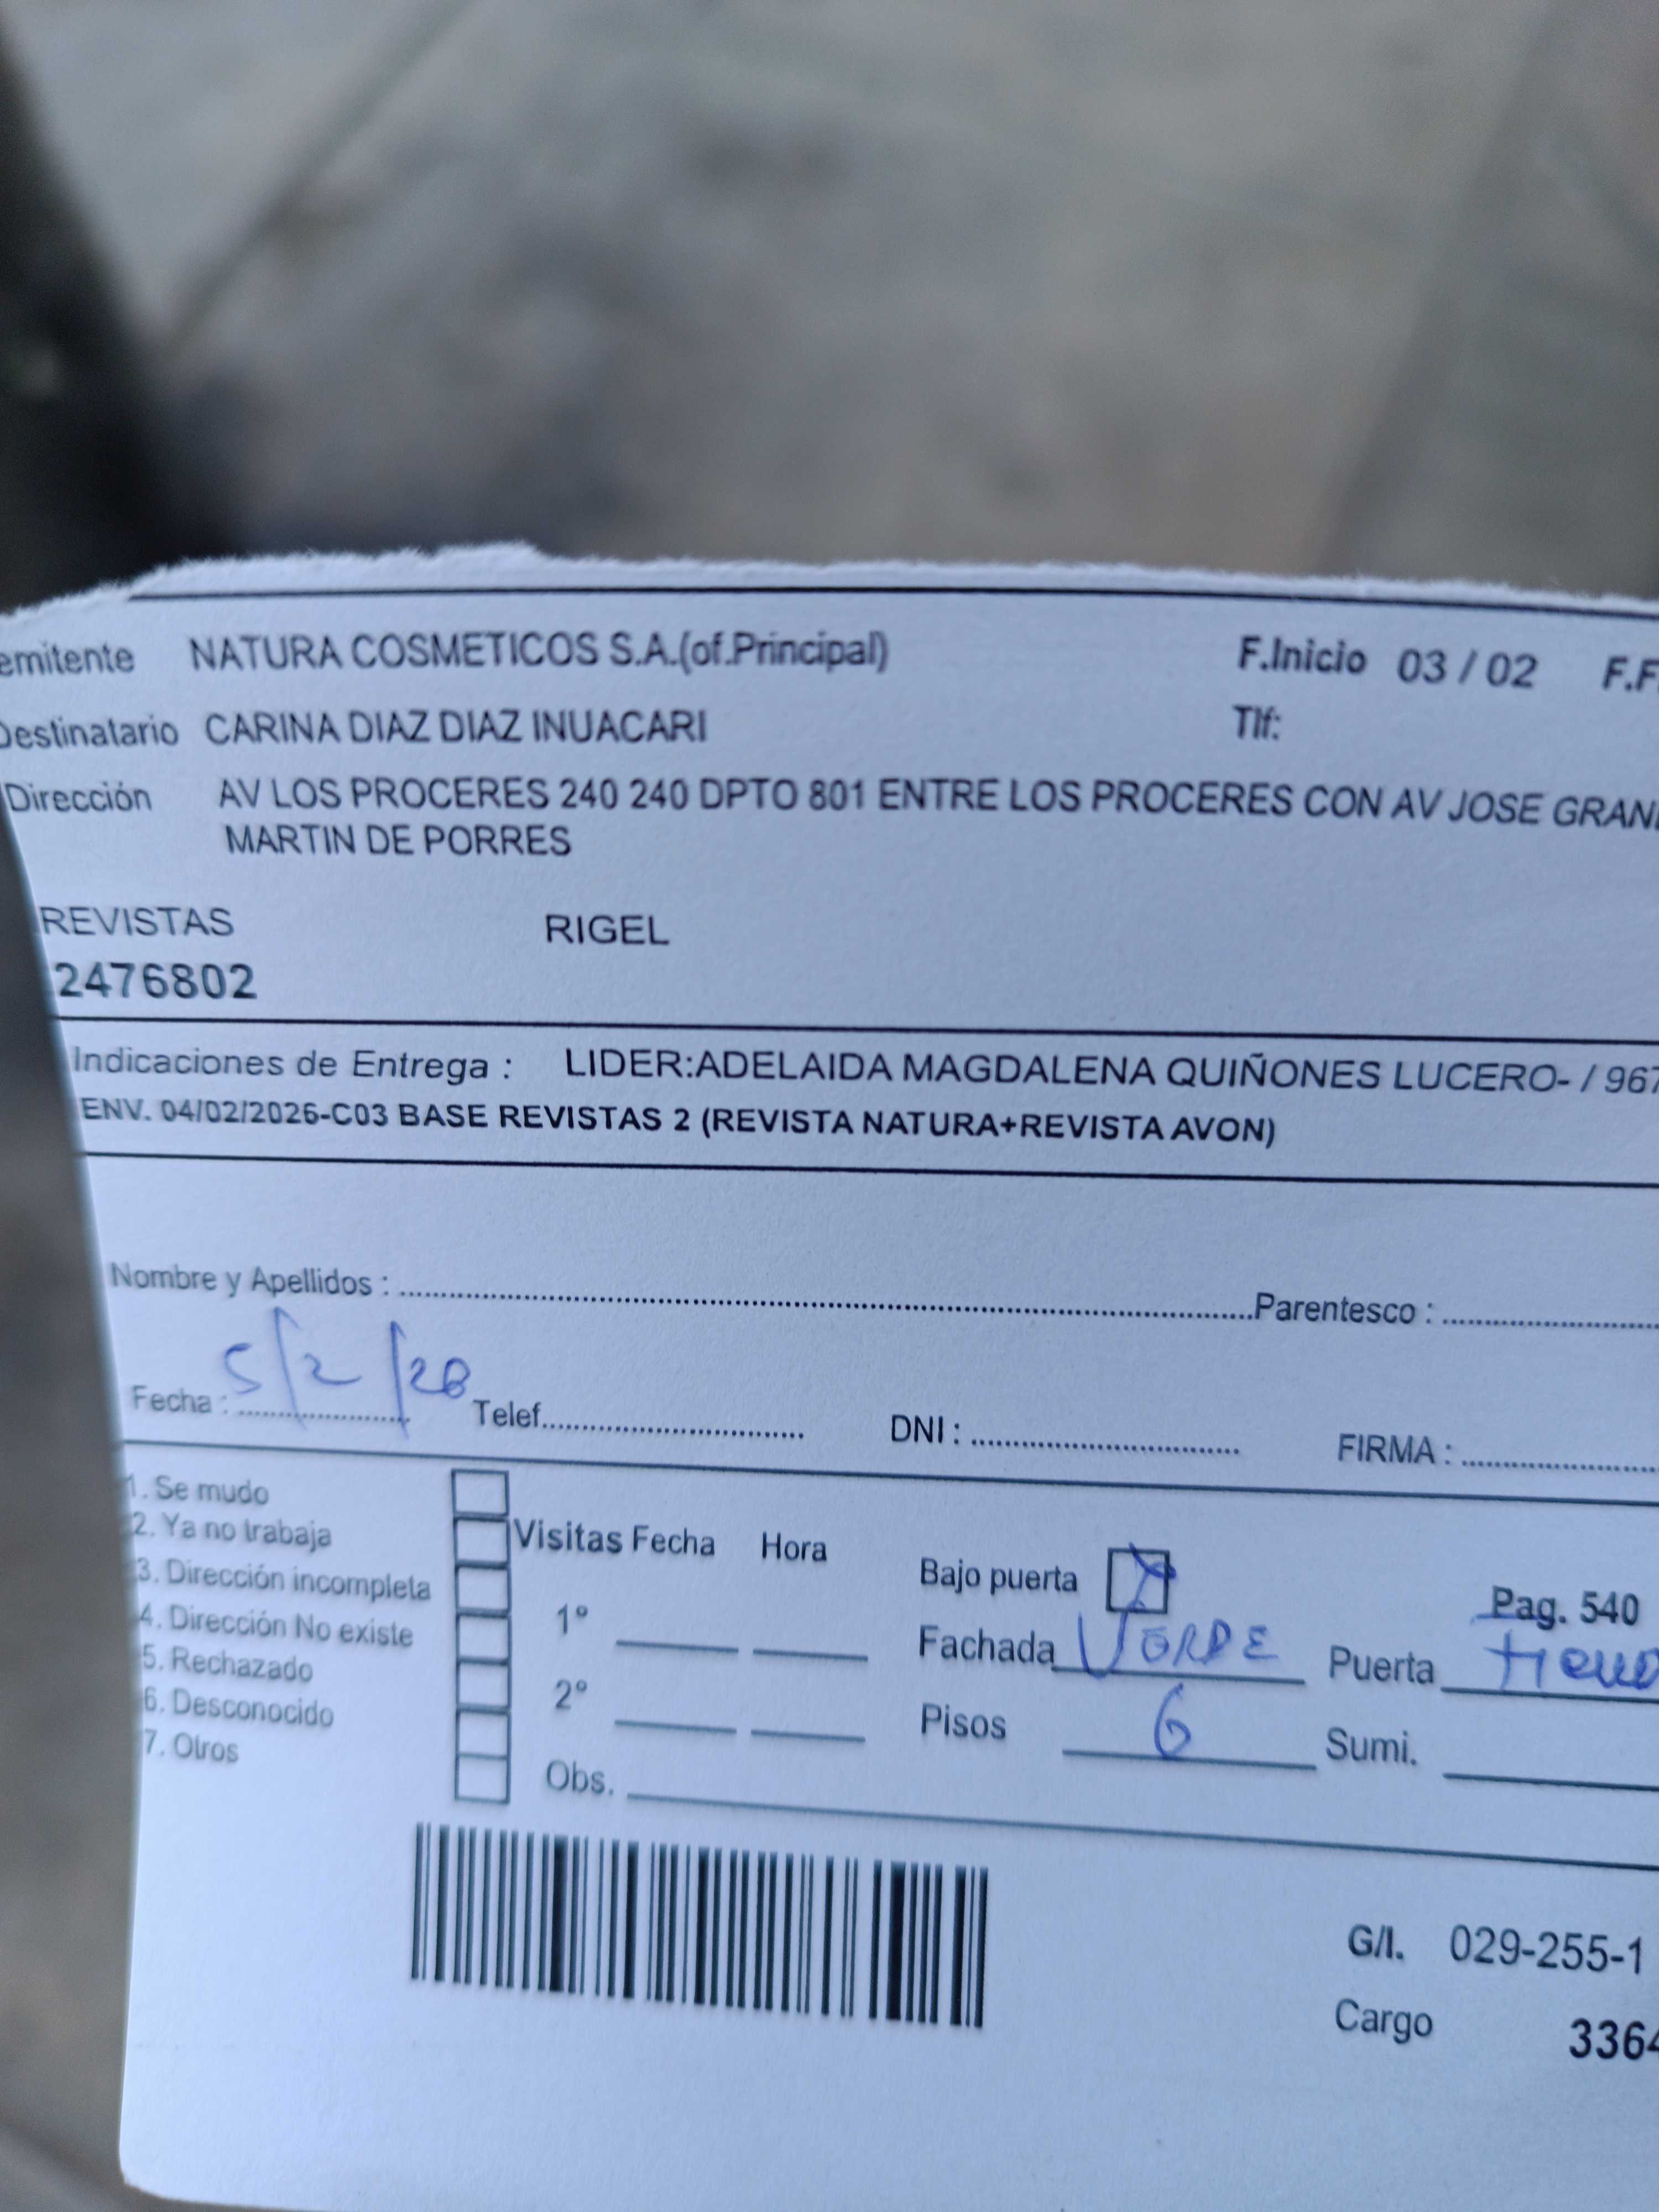 emitente NATURA COSMETICOS S.A.(of.Principal) F.Inicio 03 / 02 F.F
Destinatario CARINA DIAZ DIAZ INUACARI Tlf:
Dirección AV LOS PROCERES 240 240 DPTO 801 ENTRE LOS PROCERES CON AV JOSE GRAN
MARTIN DE PORRES
REVISTAS RIGEL
2476802
Indicaciones de Entrega : LIDER:ADELAIDA MAGDALENA QUIÑONES LUCERO- / 967
ENV. 04/02/2026-C03 BASE REVISTAS 2 (REVISTA NATURA+REVISTA AVON)
Nombre y Apellidos : Parentesco :
Fecha : 5/2/26 Telef. DNI : FIRMA :
1. Se mudo
2. Ya no trabaja Visitas Fecha Hora
3. Dirección incompleta Bajo puerta
4. Dirección No existe 1° Pag. 540
5. Rechazado Fachada VERDE Puerta
6. Desconocido 2° Pisos 6 Sumi.
7. Otros Obs.
G/I. 029-255-1
Cargo 3364